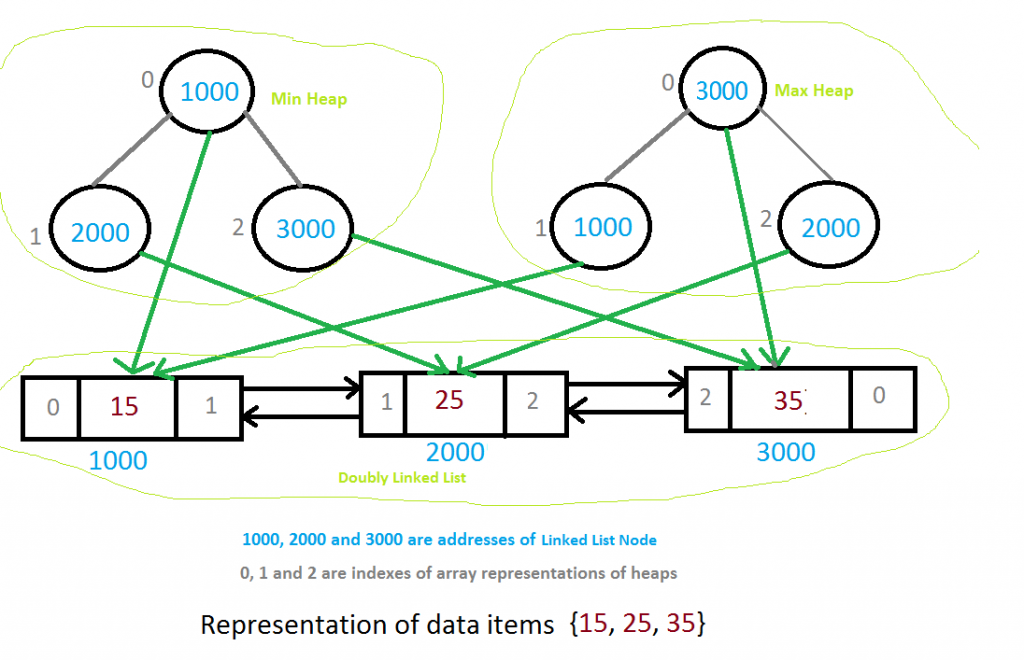 0 1000 Min Heap 0 3000 Max Heap
1 2000 2 3000 1 1000 2 2000
0 15 1 1 25 2 2 35 0
1000 2000 3000
Doubly Linked List
1000, 2000 and 3000 are addresses of Linked List Node
0, 1 and 2 are indexes of array representations of heaps
Representation of data items {15, 25, 35}